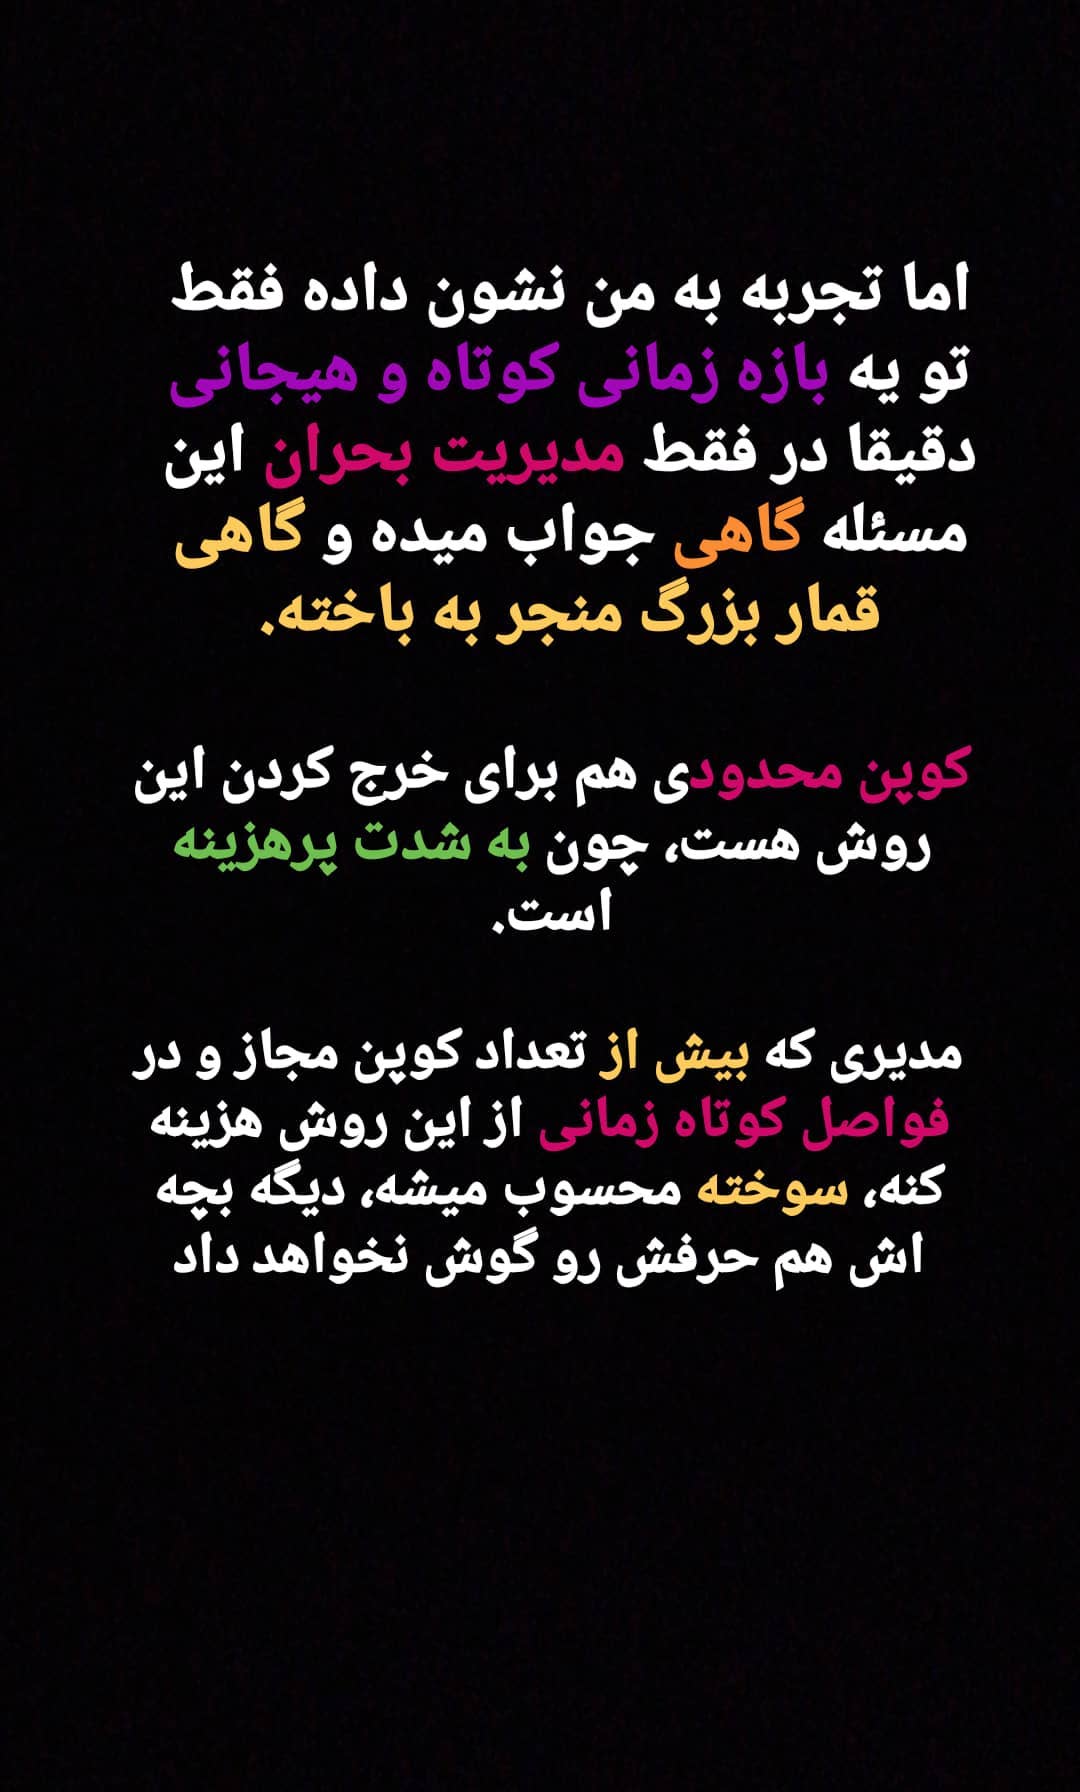 اما تجربه به من نشون داده فقط
تو یه بازه زمانی کوتاه و هیجانی
دقیقا در فقط مدیریت بحران این
مسئله گاهی جواب میده و گاهی
قمار بزرگ منجر به باخته.
کوپن محدودی هم برای خرج کردن این
روش هست، چون به شدت پرهزینه
است.
مدیری که بیش از تعداد کوپن مجاز و در
فواصل کوتاه زمانی از این روش هزینه
کنه، سوخته محسوب میشه، دیگه بچه
اش هم حرفش رو گوش نخواهد داد